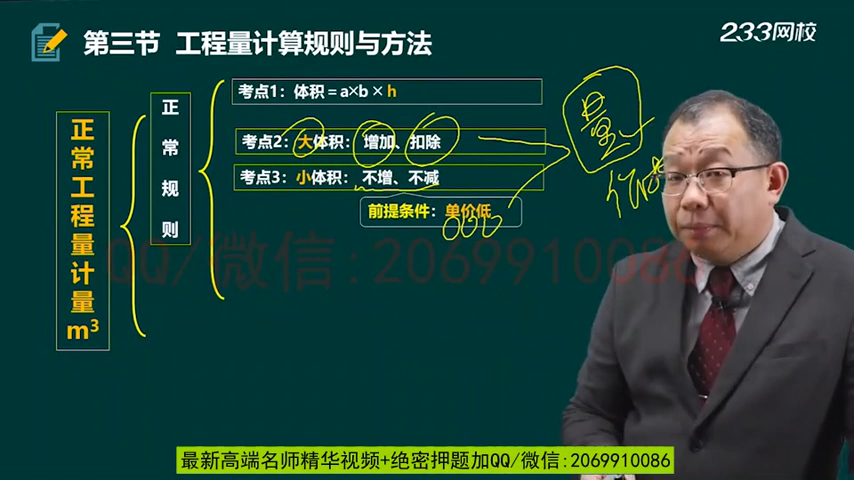 第三节 工程量计算规则与方法
233网校
正常工程量计量m³
正常规则
考点1：体积＝a×b×h
考点2：大体积：增加、扣除
考点3：小体积：不增、不减
前提条件：单价低
量
QQ/微信:2069910086
最新高端名师精华视频+绝密押题加QQ/微信:2069910086